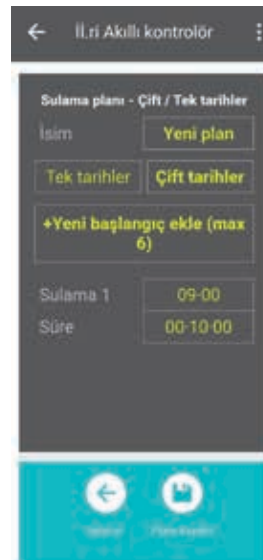 İİ.ri Akıllı kontrolör
Sulama planı - Çift / Tek tarihler
İsim
Yeni plan
Tek tarihler
Çift tarihler
+Yeni başlangıç ekle (max
6)
Sulama 1
09-00
Süre
00-10-00